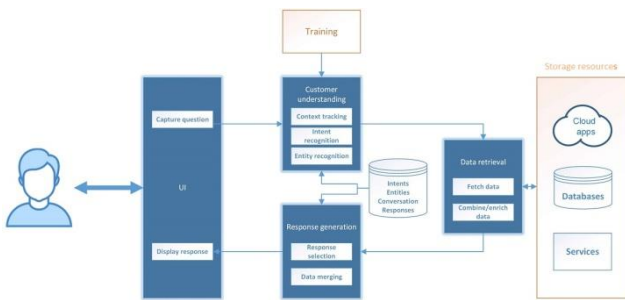 Training
Storage resources
Customer
understanding
Capture question
Context tracking
Intent
recognition
Entity recognition
Cloud
apps
Data retrieval
Fetch data
Combine/enrich
data
Intents
Entities
Conversation
Responses
UI
Databases
Response generation
Display response
Response
selection
Data merging
Services